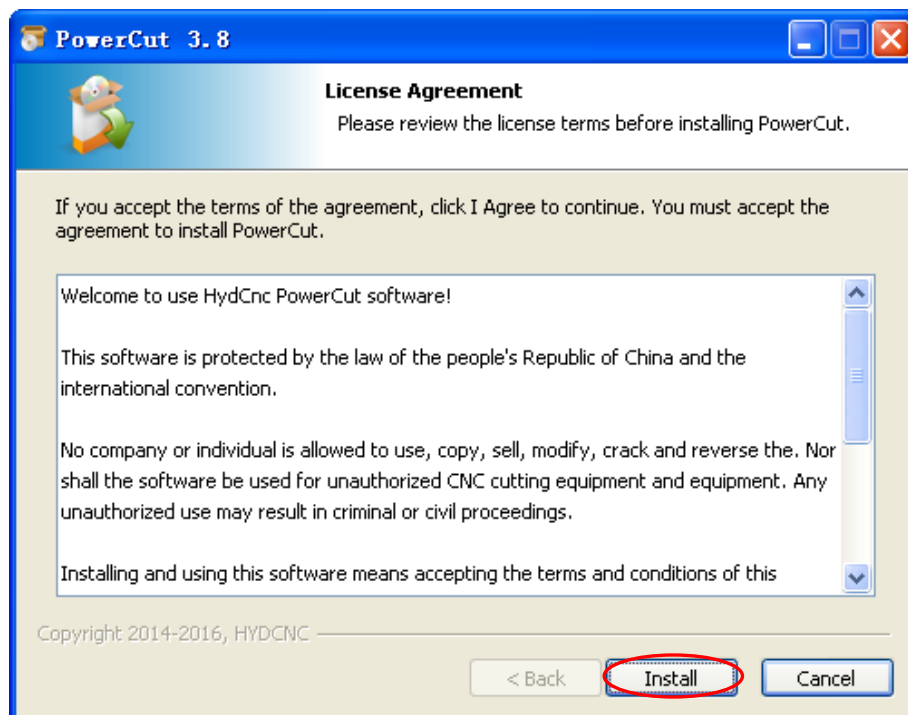 PowerCut 3.8
License Agreement
Please review the license terms before installing PowerCut.
If you accept the terms of the agreement, click I Agree to continue. You must accept the
agreement to install PowerCut.
Welcome to use HydCnc PowerCut software!
This software is protected by the law of the people's Republic of China and the
international convention.
No company or individual is allowed to use, copy, sell, modify, crack and reverse the. Nor
shall the software be used for unauthorized CNC cutting equipment and equipment. Any
unauthorized use may result in criminal or civil proceedings.
Installing and using this software means accepting the terms and conditions of this
Copyright 2014-2016, HYDCNC
< Back
Install
Cancel